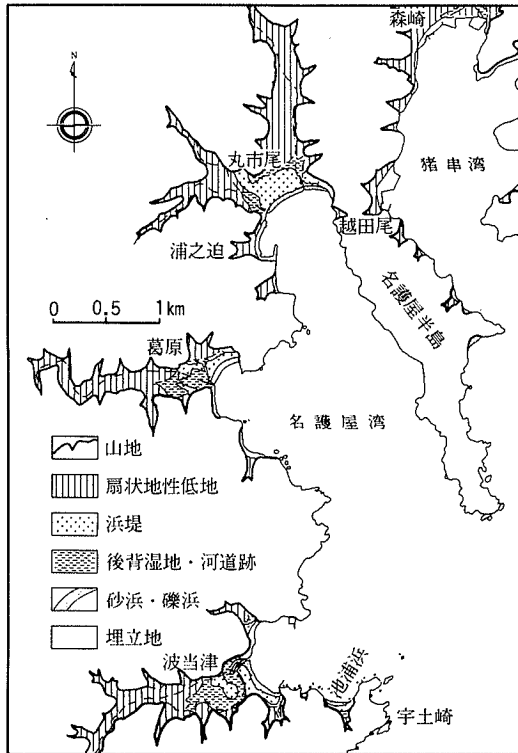 森崎
N
猪串湾
丸市尾
越田尾
浦之迫
名護屋半島
0 0.5 1km
葛原
名護屋湾
山地
扇状地性低地
浜堤
後背湿地・河道跡
砂浜・礫浜
埋立地
波当津
池浦浜
宇土崎